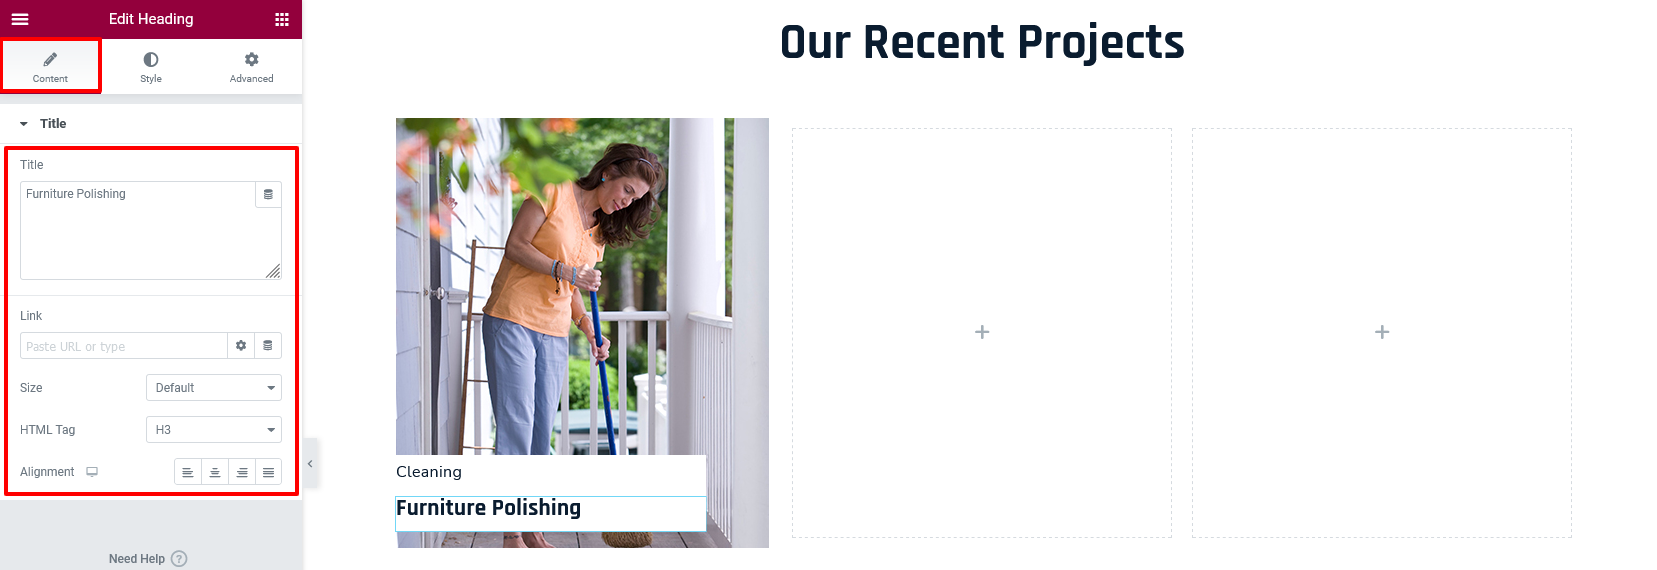 Edit Heading
Content
Style
Advanced
Title
Title
Furniture Polishing
Link
Paste URL or type
Size
Default
HTML Tag
H3
Alignment
Need Help ?
Our Recent Projects
Cleaning
Furniture Polishing